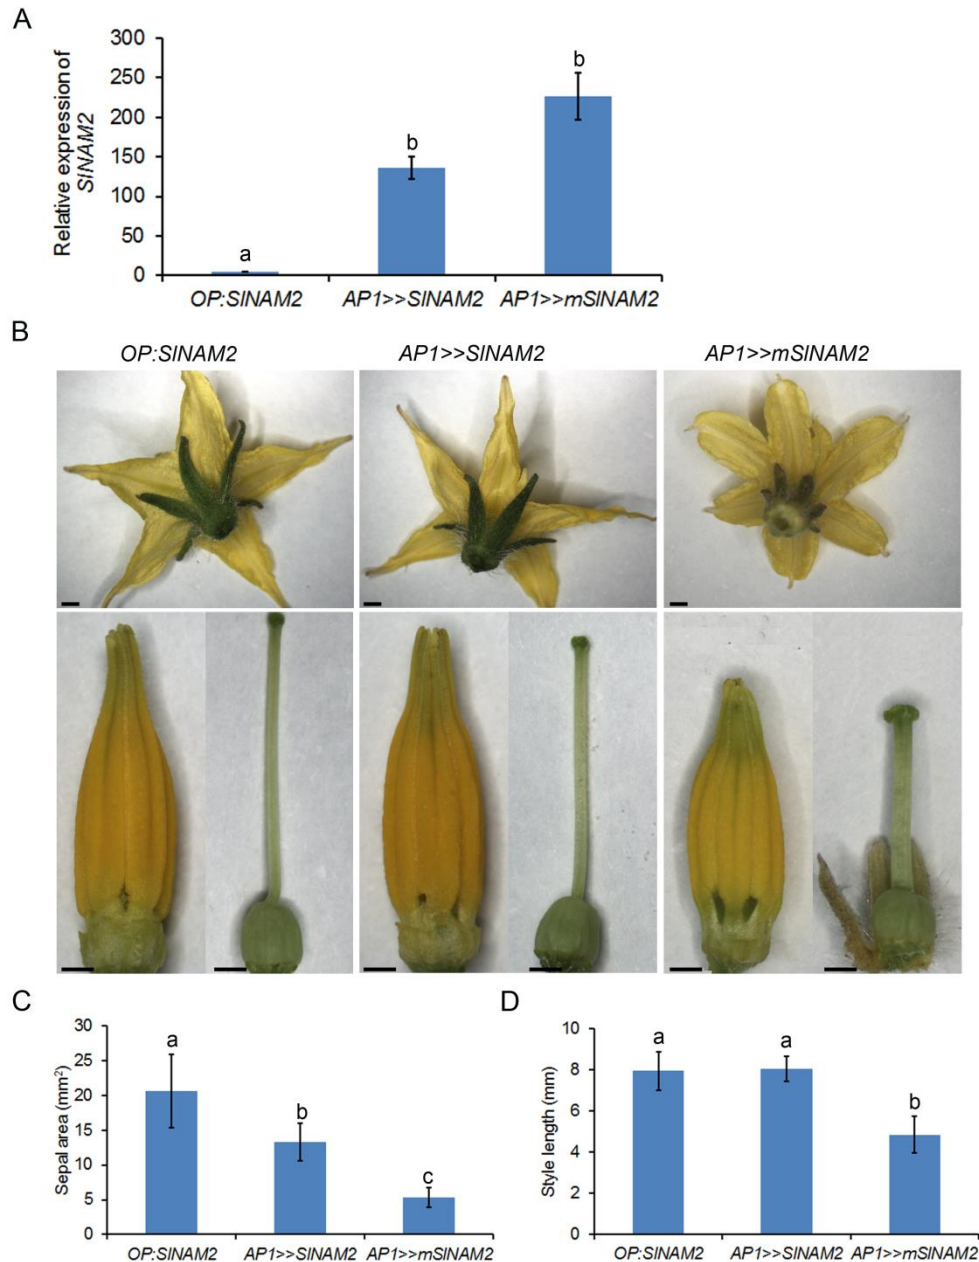 A
Relative expression of
SlNAM2
300
250
200
150
100
50
0
a
b
b
OP:SlNAM2 AP1>>SlNAM2 AP1>>mSlNAM2
B
OP:SlNAM2 AP1>>SlNAM2 AP1>>mSlNAM2
C
Sepal area (mm²)
30
25
20
15
10
5
0
a
b
c
OP:SlNAM2 AP1>>SlNAM2 AP1>>mSlNAM2
D
Style length (mm)
10
8
6
4
2
0
a
a
b
OP:SlNAM2 AP1>>SlNAM2 AP1>>mSlNAM2